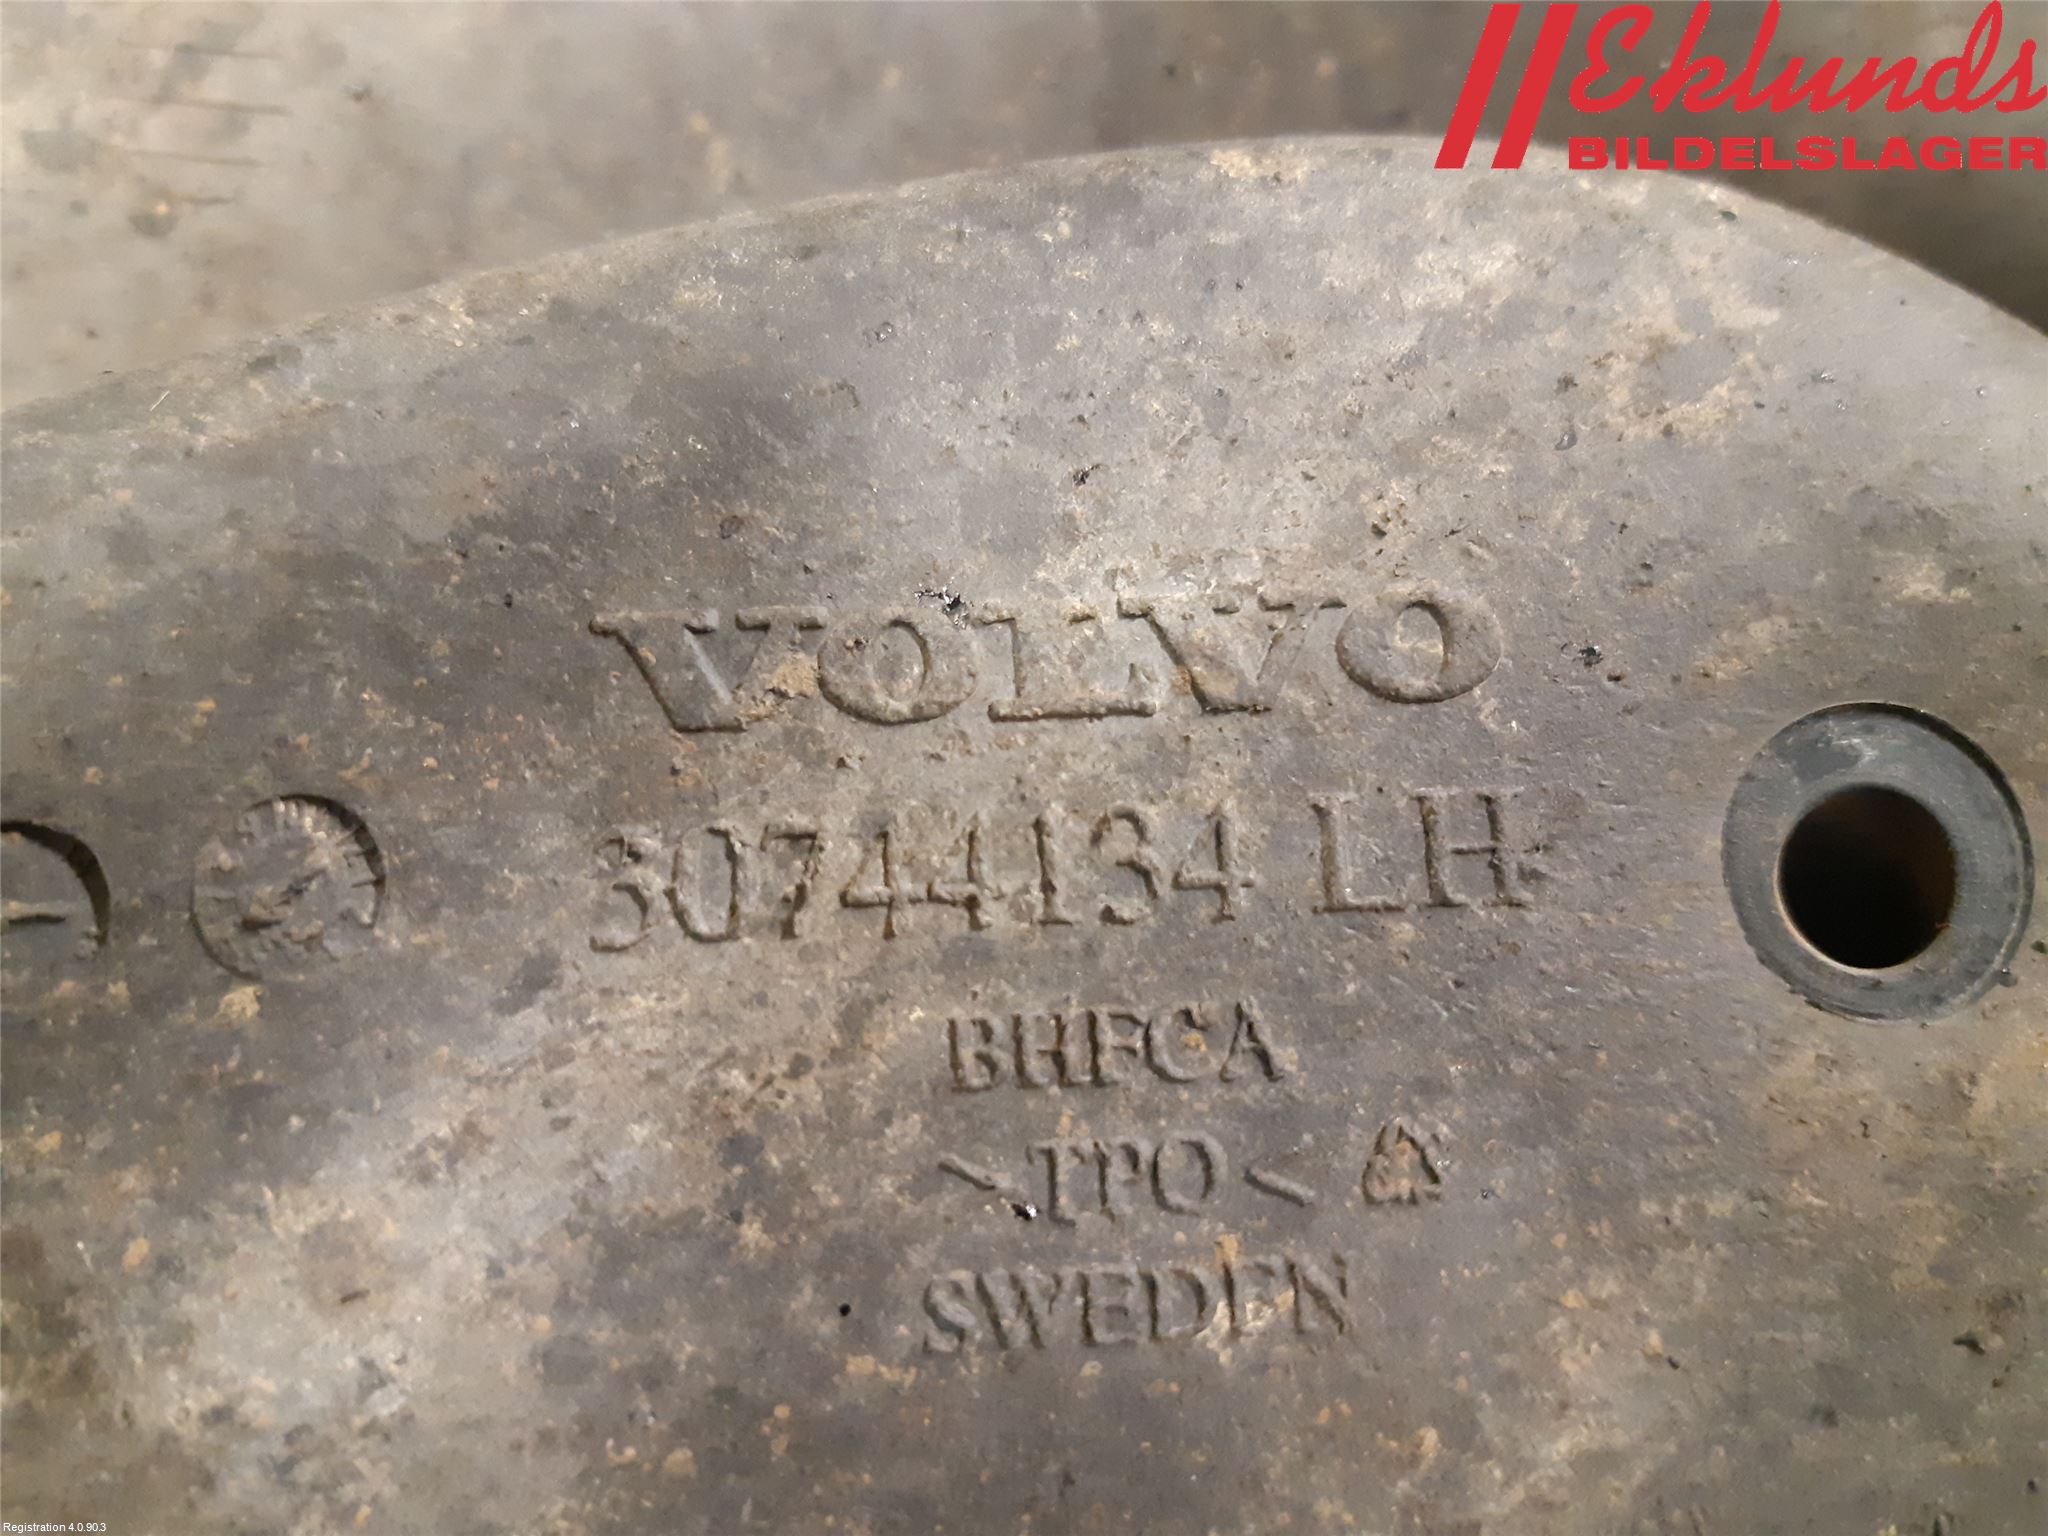 Eklunds
BILDELSLAGER
VOLVO
30744134 LH
BHFCA
>TPO<
SWEDEN
Registration 4.0.90.3